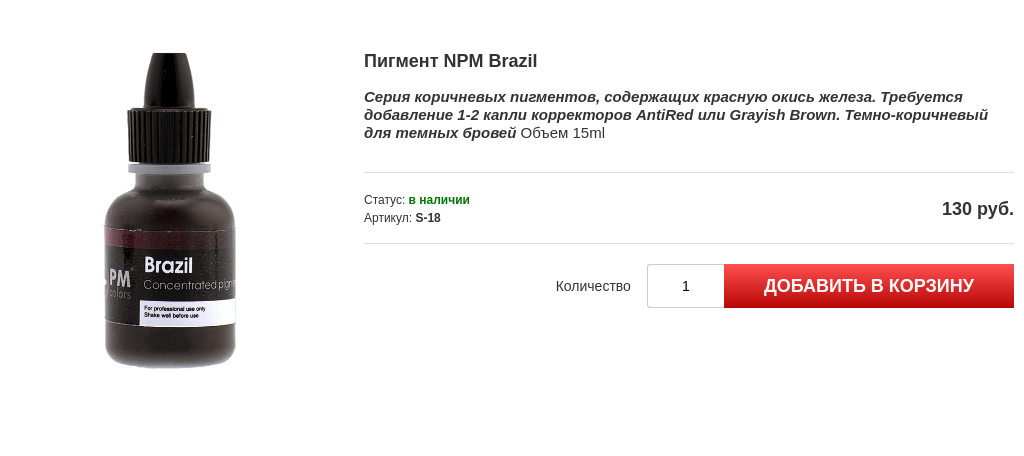 Пигмент NPM Brazil
Серия коричневых пигментов, содержащих красную окись железа. Требуется
добавление 1-2 капли корректоров AntiRed или Grayish Brown. Темно-коричневый
для темных бровей Объем 15ml
Статус: в наличии
Артикул: S-18
130 руб.
Количество
1
ДОБАВИТЬ В КОРЗИНУ
Brazil
PM
colors
Concentrated
For professional use only
Shake well before use